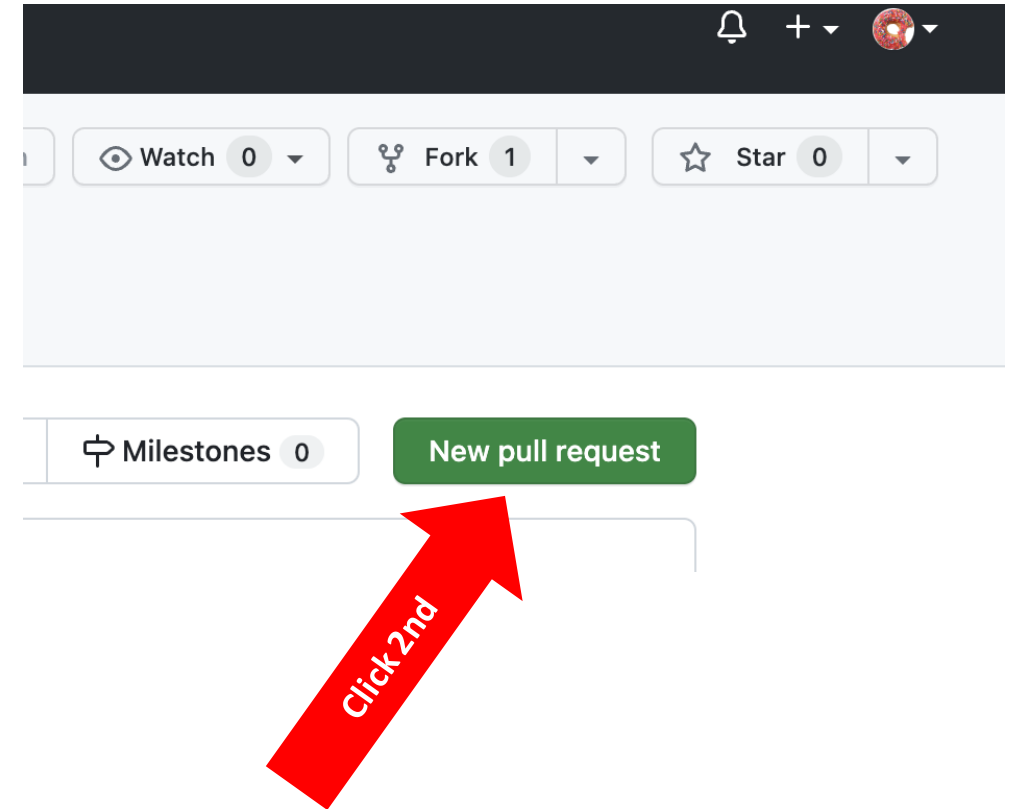 Watch 0
Fork 1
Star 0
Milestones 0
New pull request
Click 2nd